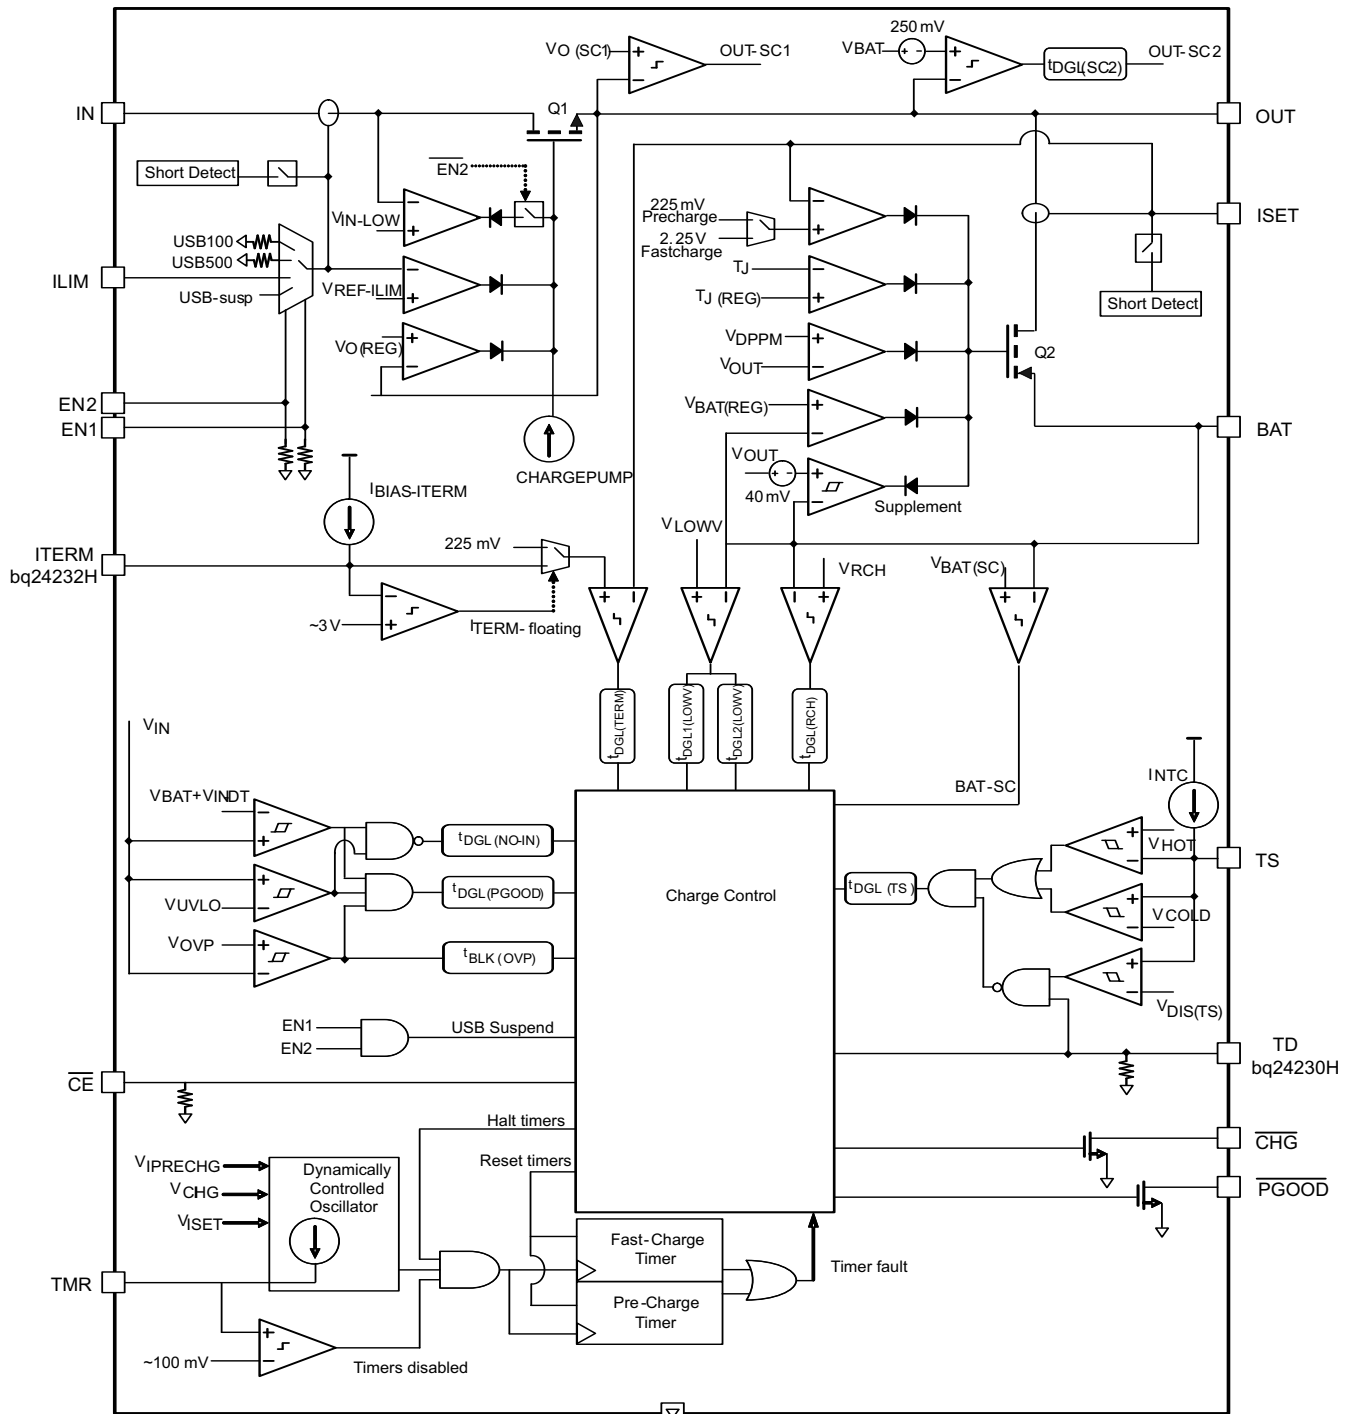 250 mV
VO (SC1)
OUT-SC1
VBAT
tDGL(SC2)
OUT-SC2
IN
Q1
OUT
Short Detect
EN2
225 mV
Precharge
ISET
VIN-LOW
2.25V
Fastcharge
USB100
USB500
ILIM
USB-susp
VREF-ILIM
TJ
TJ (REG)
Short Detect
VO(REG)
VDPPM
VOUT
Q2
EN2
EN1
VBAT(REG)
BAT
VOUT
40mV
CHARGEPUMP
Supplement
IBIAS-ITERM
VLOWV
ITERM
bq24232H
225 mV
VRCH
VBAT(SC)
~3V
ITERM- floating
tDGL(TERM)
tDGL1(LOWV)
tDGL2(LOWV)
tDGL(RCH)
VIN
BAT-SC
INTC
VBAT+VINDT
tDGL(NO-IN)
VHOT
TS
Charge Control
tDGL(PGOOD)
tDGL (TS)
VUVLO
VCOLD
VOVP
tBLK(OVP)
VDIS(TS)
EN1
EN2
USB Suspend
TD
bq24230H
CE
Halt timers
CHG
Reset timers
VIPRECHG
VCHG
VISET
Dynamically
Controlled
Oscillator
PGOOD
Fast-Charge
Timer
Timer fault
TMR
Pre-Charge
Timer
~100 mV
Timers disabled